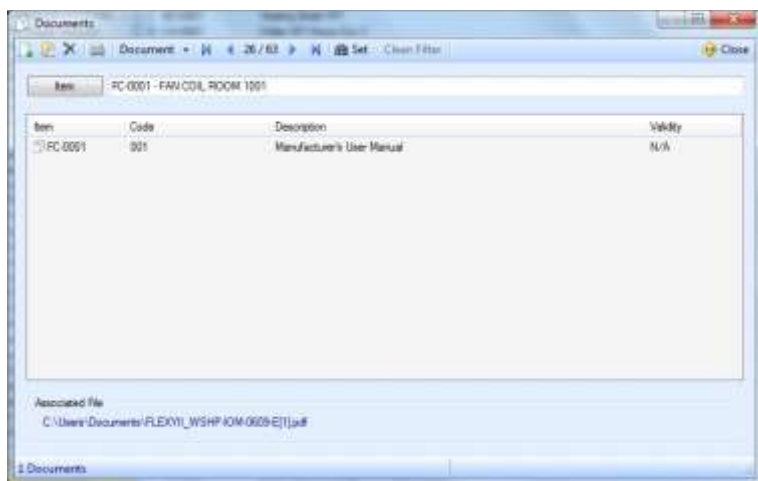 Documents
Document 26 / 63 Set Clean Filter Close
Item FC-0001 - FAN COIL, ROOM 1001
Item Code Description Validity
FC-0001 001 Manufacturer's User Manual N/A
Associated File
C:\Users\Documents\FLEXYII_WSHP-IOM-0609-E[1].pdf
Documents